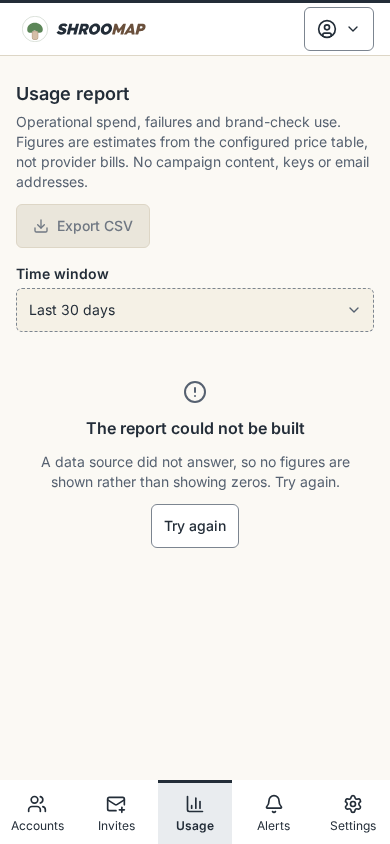 SHROOMAP
Usage report
Operational spend, failures and brand-check use.
Figures are estimates from the configured price table,
not provider bills. No campaign content, keys or email
addresses.
Export CSV
Time window
Last 30 days
The report could not be built
A data source did not answer, so no figures are
shown rather than showing zeros. Try again.
Try again
Accounts Invites Usage Alerts Settings